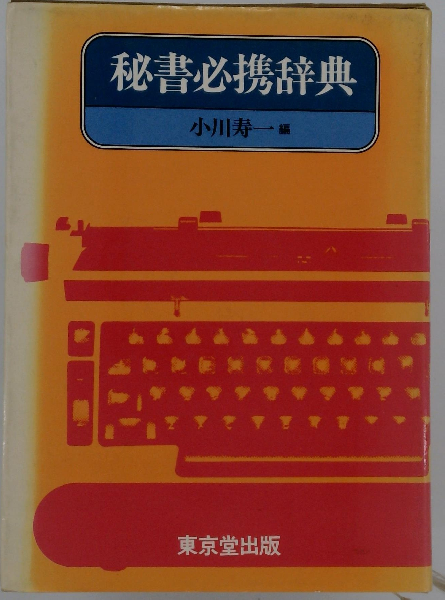 秘書必携辞典
小川寿一 編
東京堂出版